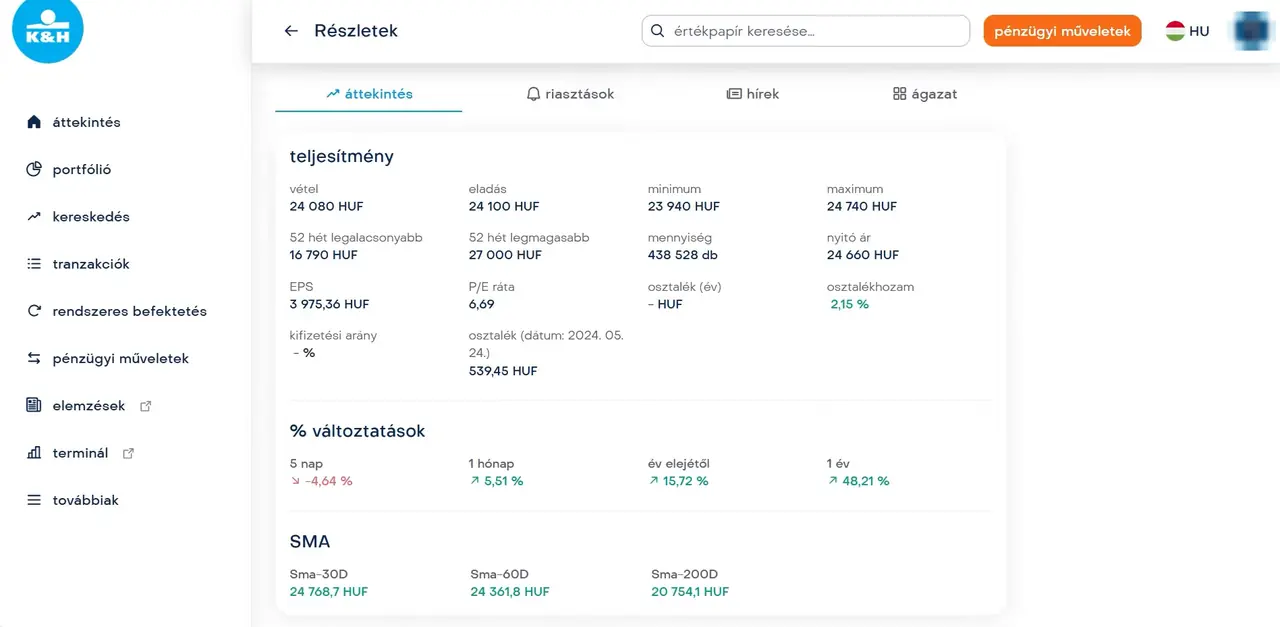 K&H
Részletek
értékpapír keresése...
pénzügyi műveletek
HU
áttekintés
portfólió
kereskedés
tranzakciók
rendszeres befektetés
pénzügyi műveletek
elemzések
terminál
továbbiak
áttekintés
riasztások
hírek
ágazat
teljesítmény
vétel
24 080 HUF
eladás
24 100 HUF
minimum
23 940 HUF
maximum
24 740 HUF
52 hét legalacsonyabb
16 790 HUF
52 hét legmagasabb
27 000 HUF
mennyiség
438 528 db
nyitó ár
24 660 HUF
EPS
3 975,36 HUF
P/E ráta
6,69
osztalék (év)
- HUF
osztalékhozam
2,15 %
kifizetési arány
- %
osztalék (dátum: 2024. 05.
24.)
539,45 HUF
% változtatások
5 nap
-4,64 %
1 hónap
5,51 %
év elejétől
15,72 %
1 év
48,21 %
SMA
Sma-30D
24 768,7 HUF
Sma-60D
24 361,8 HUF
Sma-200D
20 754,1 HUF